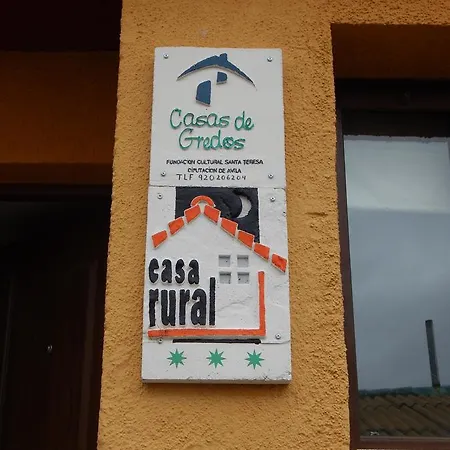 Casas de
Gredos
FUNDACION CULTURAL SANTA TERESA
DIPUTACION DE AVILA
TLF 920206204
casa
rural